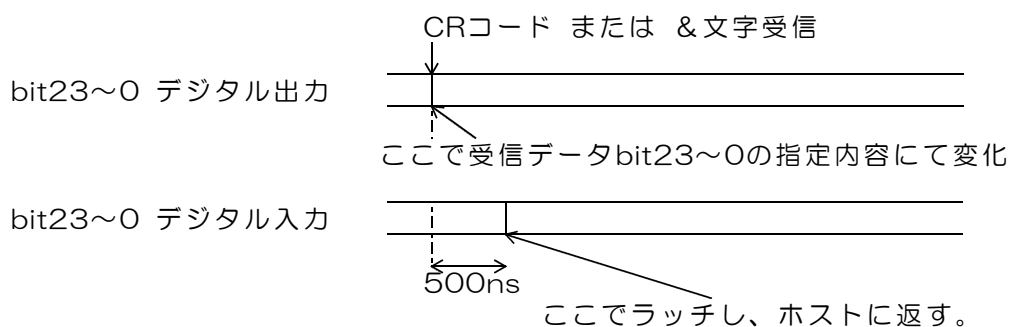 CRコード または ＆文字受信
bit23～0 デジタル出力
ここで受信データbit23～0の指定内容にて変化
bit23～0 デジタル入力
500ns
ここでラッチし、ホストに返す。